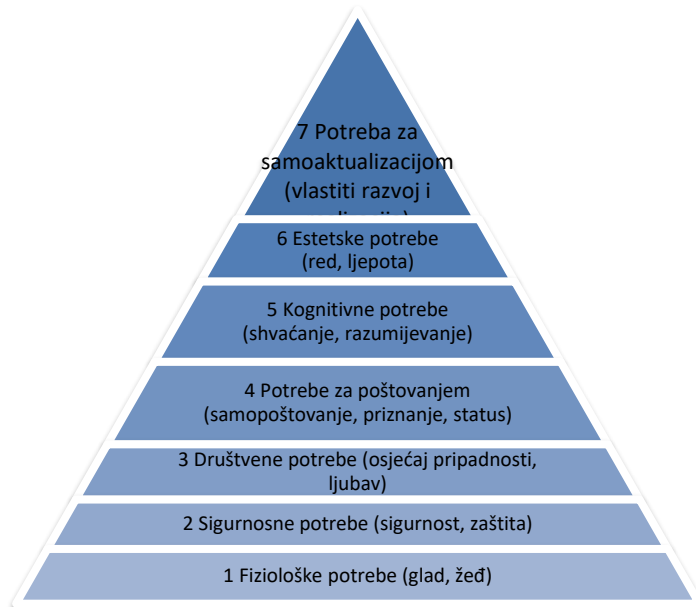 7 Potreba za
samoaktualizacijom
(vlastiti razvoj i
6 Estetske potrebe
(red, ljepota)
5 Kognitivne potrebe
(shvaćanje, razumijevanje)
4 Potrebe za poštovanjem
(samopoštovanje, priznanje, status)
3 Društvene potrebe (osjećaj pripadnosti,
ljubav)
2 Sigurnosne potrebe (sigurnost, zaštita)
1 Fiziološke potrebe (glad, žeđ)